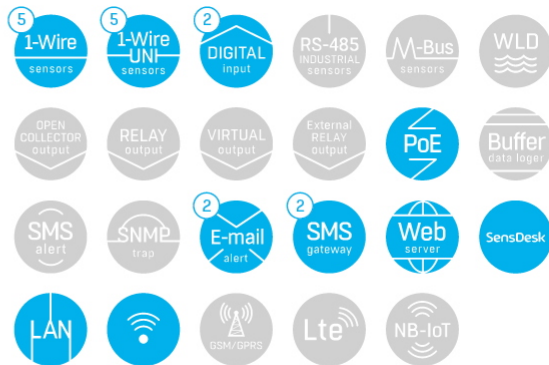 5
1-Wire
sensors
5
1-Wire
UNI
sensors
2
DIGITAL
input
RS-485
INDUSTRIAL
sensors
M-Bus
sensors
WLD
OPEN
COLLECTOR
output
RELAY
output
VIRTUAL
output
External
RELAY
output
PoE
Buffer
data loger
SMS
alert
SNMP
trap
2
E-mail
alert
2
SMS
gateway
Web
server
SensDesk
LAN
GSM/GPRS
Lte
NB-IoT